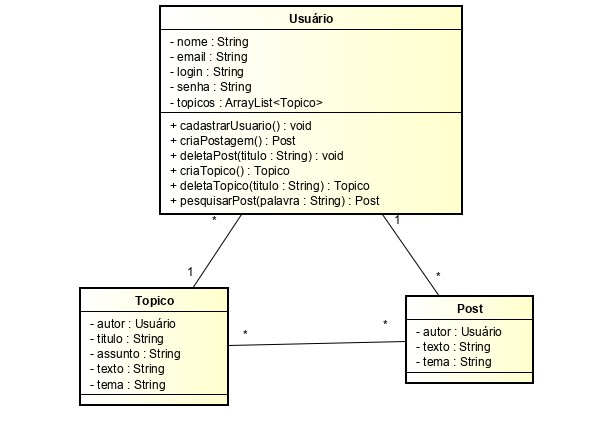 Usuário
- nome : String
- email : String
- login : String
- senha : String
- topicos : ArrayList<Topico>
+ cadastrarUsuario() : void
+ criaPostagem() : Post
+ deletaPost(titulo : String) : void
+ criaTopico() : Topico
+ deletaTopico(titulo : String) : Topico
+ pesquisarPost(palavra : String) : Post
*
1
1
*
Topico
- autor : Usuário
- titulo : String
- assunto : String
- texto : String
- tema : String
*
*
Post
- autor : Usuário
- texto : String
- tema : String